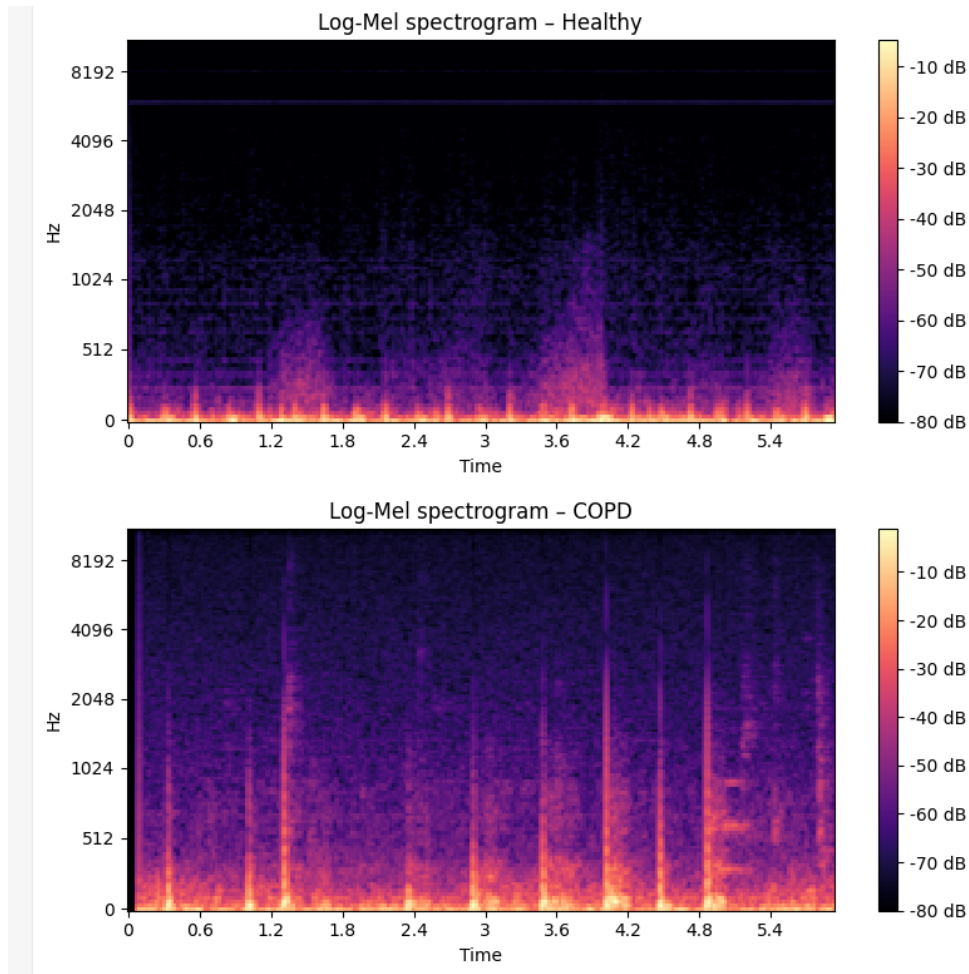 Log-Mel spectrogram – Healthy
8192
4096
2048
1024
512
0
Hz
0 0.6 1.2 1.8 2.4 3 3.6 4.2 4.8 5.4
Time
-10 dB
-20 dB
-30 dB
-40 dB
-50 dB
-60 dB
-70 dB
-80 dB
Log-Mel spectrogram – COPD
8192
4096
2048
1024
512
0
Hz
0 0.6 1.2 1.8 2.4 3 3.6 4.2 4.8 5.4
Time
-10 dB
-20 dB
-30 dB
-40 dB
-50 dB
-60 dB
-70 dB
-80 dB